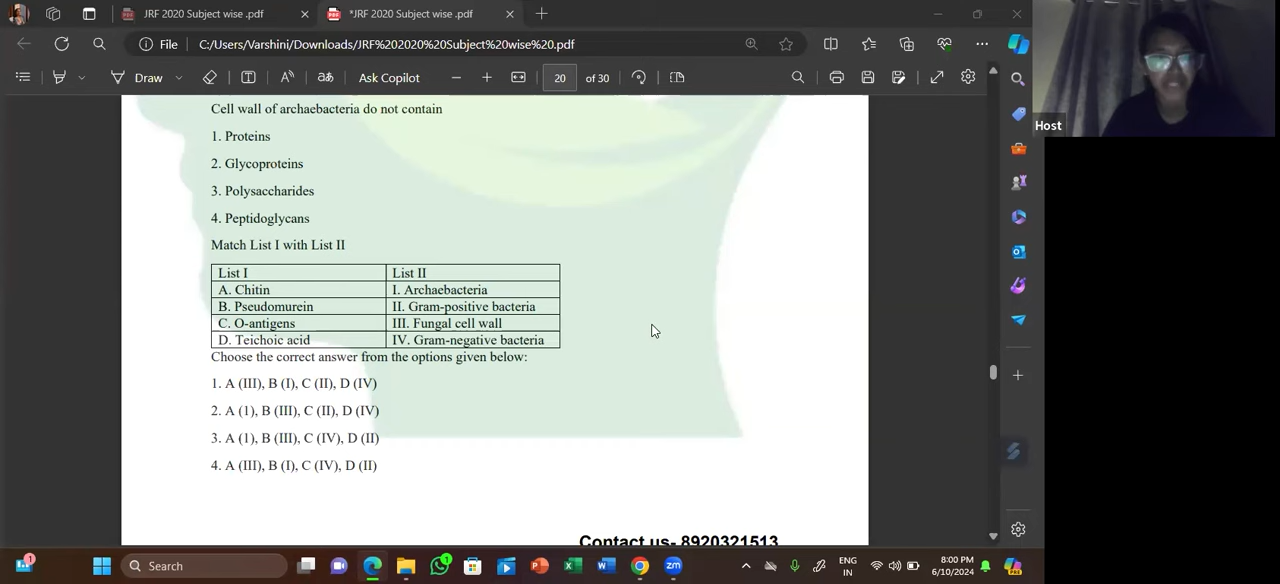 JRF 2020 Subject wise .pdf
*JRF 2020 Subject wise .pdf
File
C:/Users/Varshini/Downloads/JRF%202020%20Subject%20wise%20.pdf
Draw
Ask Copilot
20 of 30
Host
Cell wall of archaebacteria do not contain
1. Proteins
2. Glycoproteins
3. Polysaccharides
4. Peptidoglycans
Match List I with List II
List I List II
A. Chitin I. Archaebacteria
B. Pseudomurein II. Gram-positive bacteria
C. O-antigens III. Fungal cell wall
D. Teichoic acid IV. Gram-negative bacteria
Choose the correct answer from the options given below:
1. A (III), B (I), C (II), D (IV)
2. A (1), B (III), C (II), D (IV)
3. A (1), B (III), C (IV), D (II)
4. A (III), B (I), C (IV), D (II)
Contact us- 8920321513
Search
ENG
IN
8:00 PM
6/10/2024